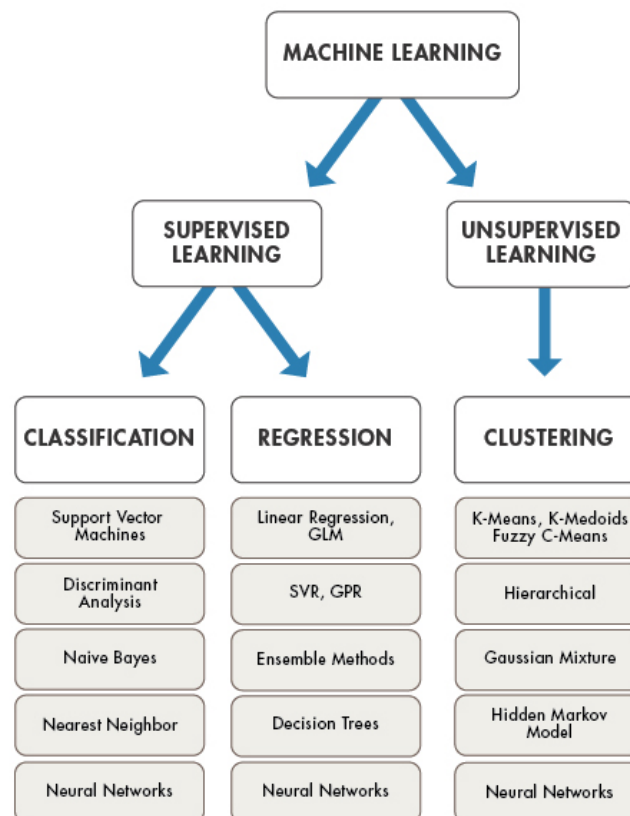 MACHINE LEARNING
SUPERVISED
LEARNING
UNSUPERVISED
LEARNING
CLASSIFICATION
Support Vector
Machines
Discriminant
Analysis
Naive Bayes
Nearest Neighbor
Neural Networks
REGRESSION
Linear Regression,
GLM
SVR, GPR
Ensemble Methods
Decision Trees
Neural Networks
CLUSTERING
K-Means, K-Medoids
Fuzzy C-Means
Hierarchical
Gaussian Mixture
Hidden Markov
Model
Neural Networks